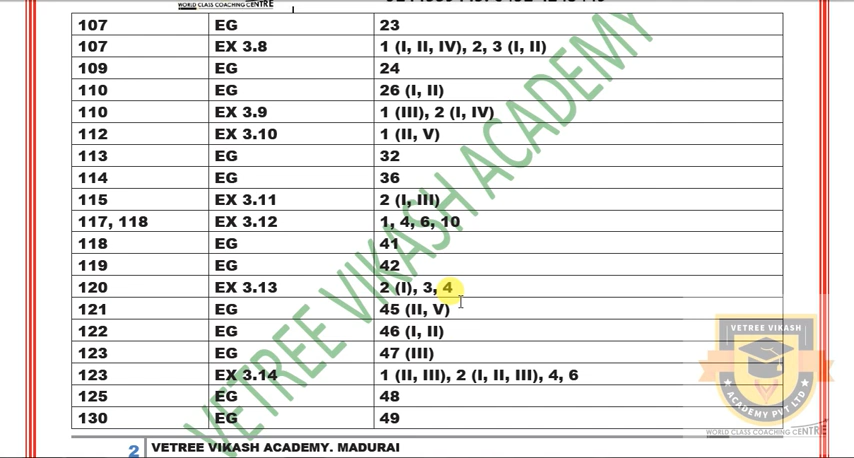 WORLD CLASS COACHING CENTRE
107 EG 23
107 EX 3.8 1 (I, II, IV), 2, 3 (I, II)
109 EG 24
110 EG 26 (I, II)
110 EX 3.9 1 (III), 2 (I, IV)
112 EX 3.10 1 (II, V)
113 EG 32
114 EG 36
115 EX 3.11 2 (I, III)
117, 118 EX 3.12 1, 4, 6, 10
118 EG 41
119 EG 42
120 EX 3.13 2 (I), 3, 4
121 EG 45 (II, V)
122 EG 46 (I, II)
123 EG 47 (III)
123 EX 3.14 1 (II, III), 2 (I, II, III), 4, 6
125 EG 48
130 EG 49
VETREE VIKASH ACADEMY
VETREE VIKASH
ACADEMY PVT LTD
WORLD CLASS COACHING CENTRE
2 VETREE VIKASH ACADEMY. MADURAI